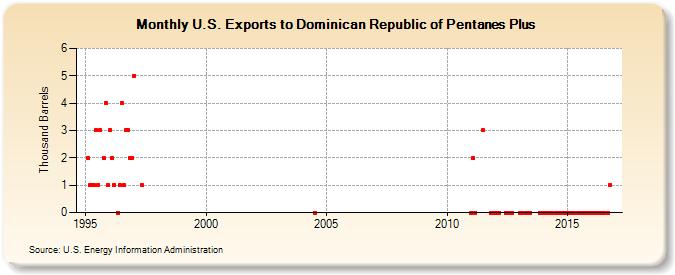 Monthly U.S. Exports to Dominican Republic of Pentanes Plus
Thousand Barrels
6
5
4
3
2
1
0
1995 2000 2005 2010 2015
Source: U.S. Energy Information Administration